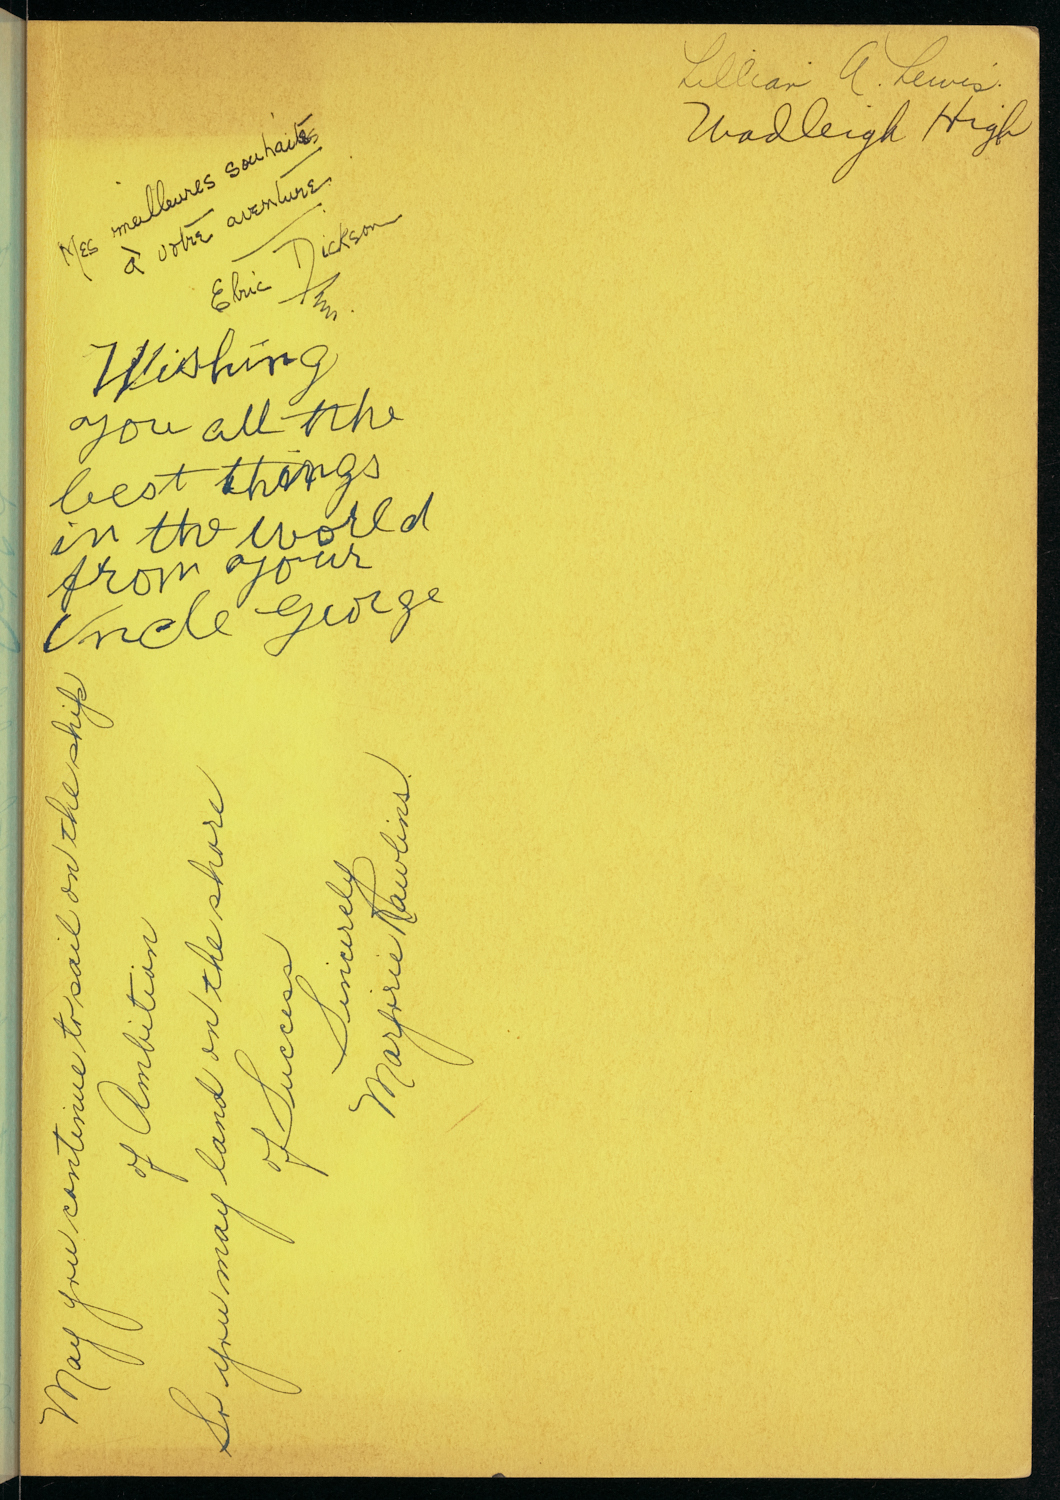 Lillian A. Lewis.
Wadleigh High
Mes meilleures souhaits
à votre aventure
Elric Dickson
Wishing
you all the
best things
in the world
from your
Uncle George
May you continue to sail on the ship
of Ambition
So you may land on the shore
of Success
Sincerely
Marjorie Rawlins.